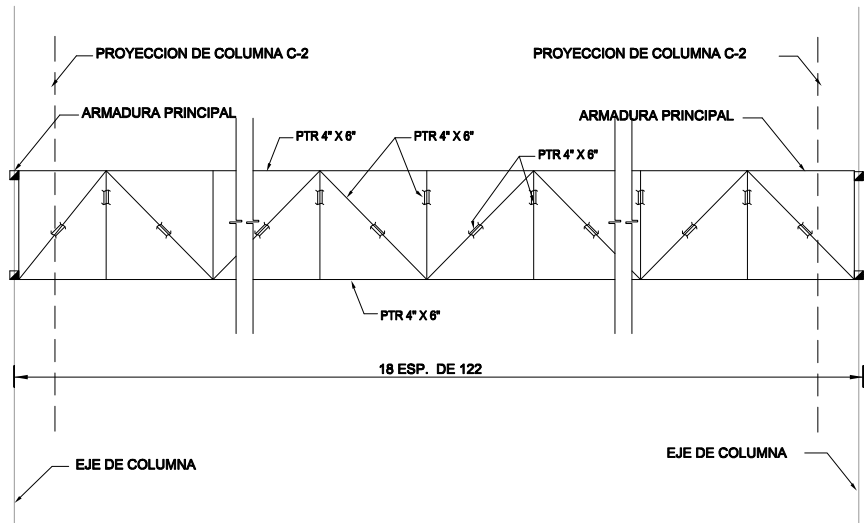 PROYECCION DE COLUMNA C-2
PROYECCION DE COLUMNA C-2
ARMADURA PRINCIPAL
ARMADURA PRINCIPAL
PTR 4" X 6"
PTR 4" X 6"
PTR 4" X 6"
PTR 4" X 6"
18 ESP. DE 122
EJE DE COLUMNA
EJE DE COLUMNA